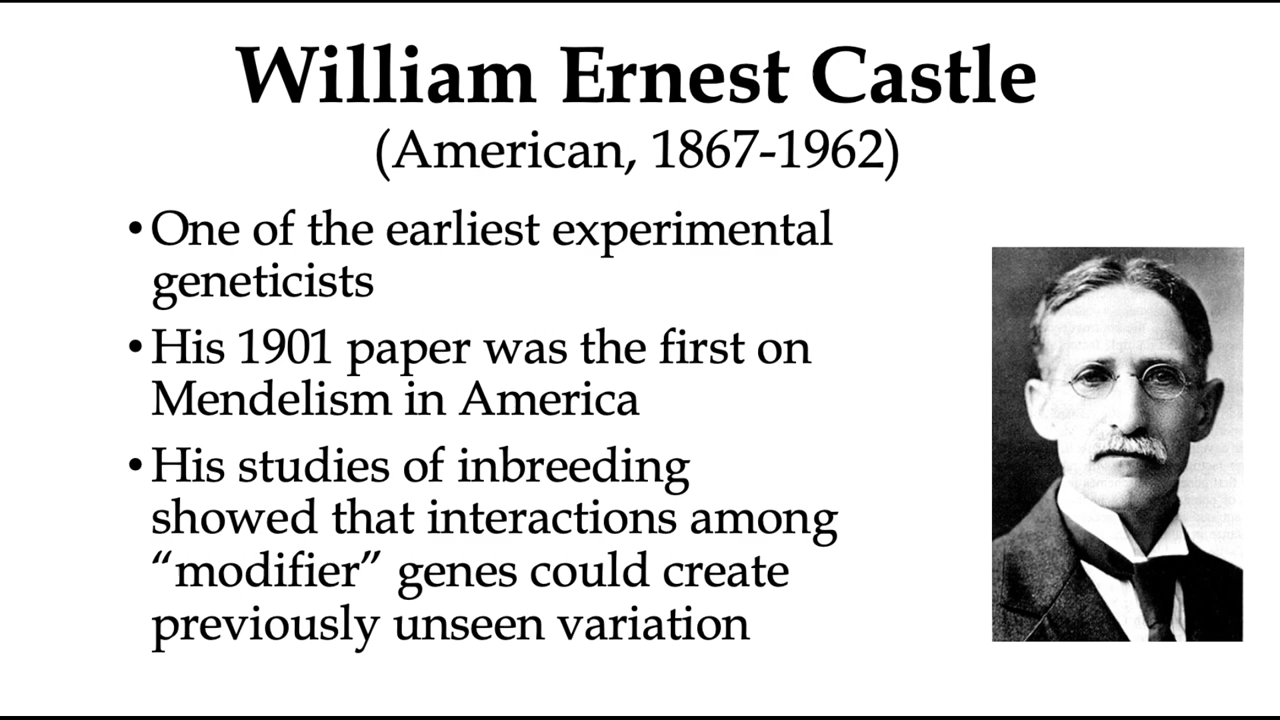 William Ernest Castle
(American, 1867-1962)
•One of the earliest experimental
geneticists
•His 1901 paper was the first on
Mendelism in America
•His studies of inbreeding
showed that interactions among
“modifier” genes could create
previously unseen variation